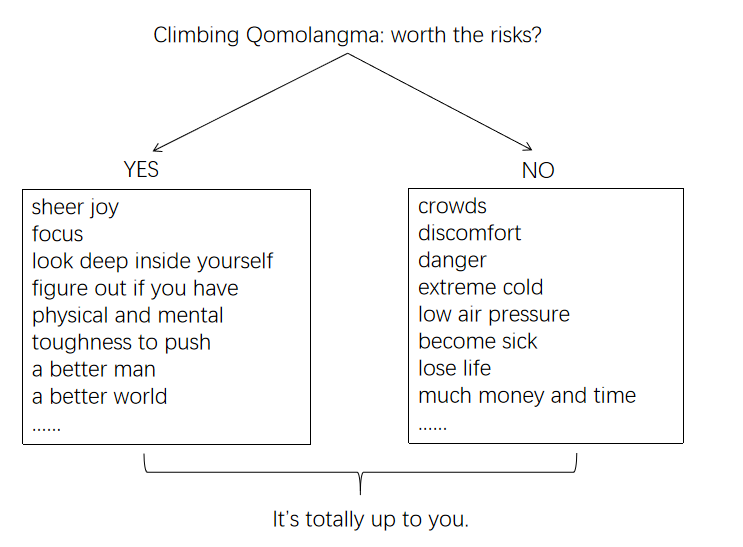 Climbing Qomolangma: worth the risks?
YES
sheer joy
focus
look deep inside yourself
figure out if you have
physical and mental
toughness to push
a better man
a better world
......
NO
crowds
discomfort
danger
extreme cold
low air pressure
become sick
lose life
much money and time
......
It's totally up to you.